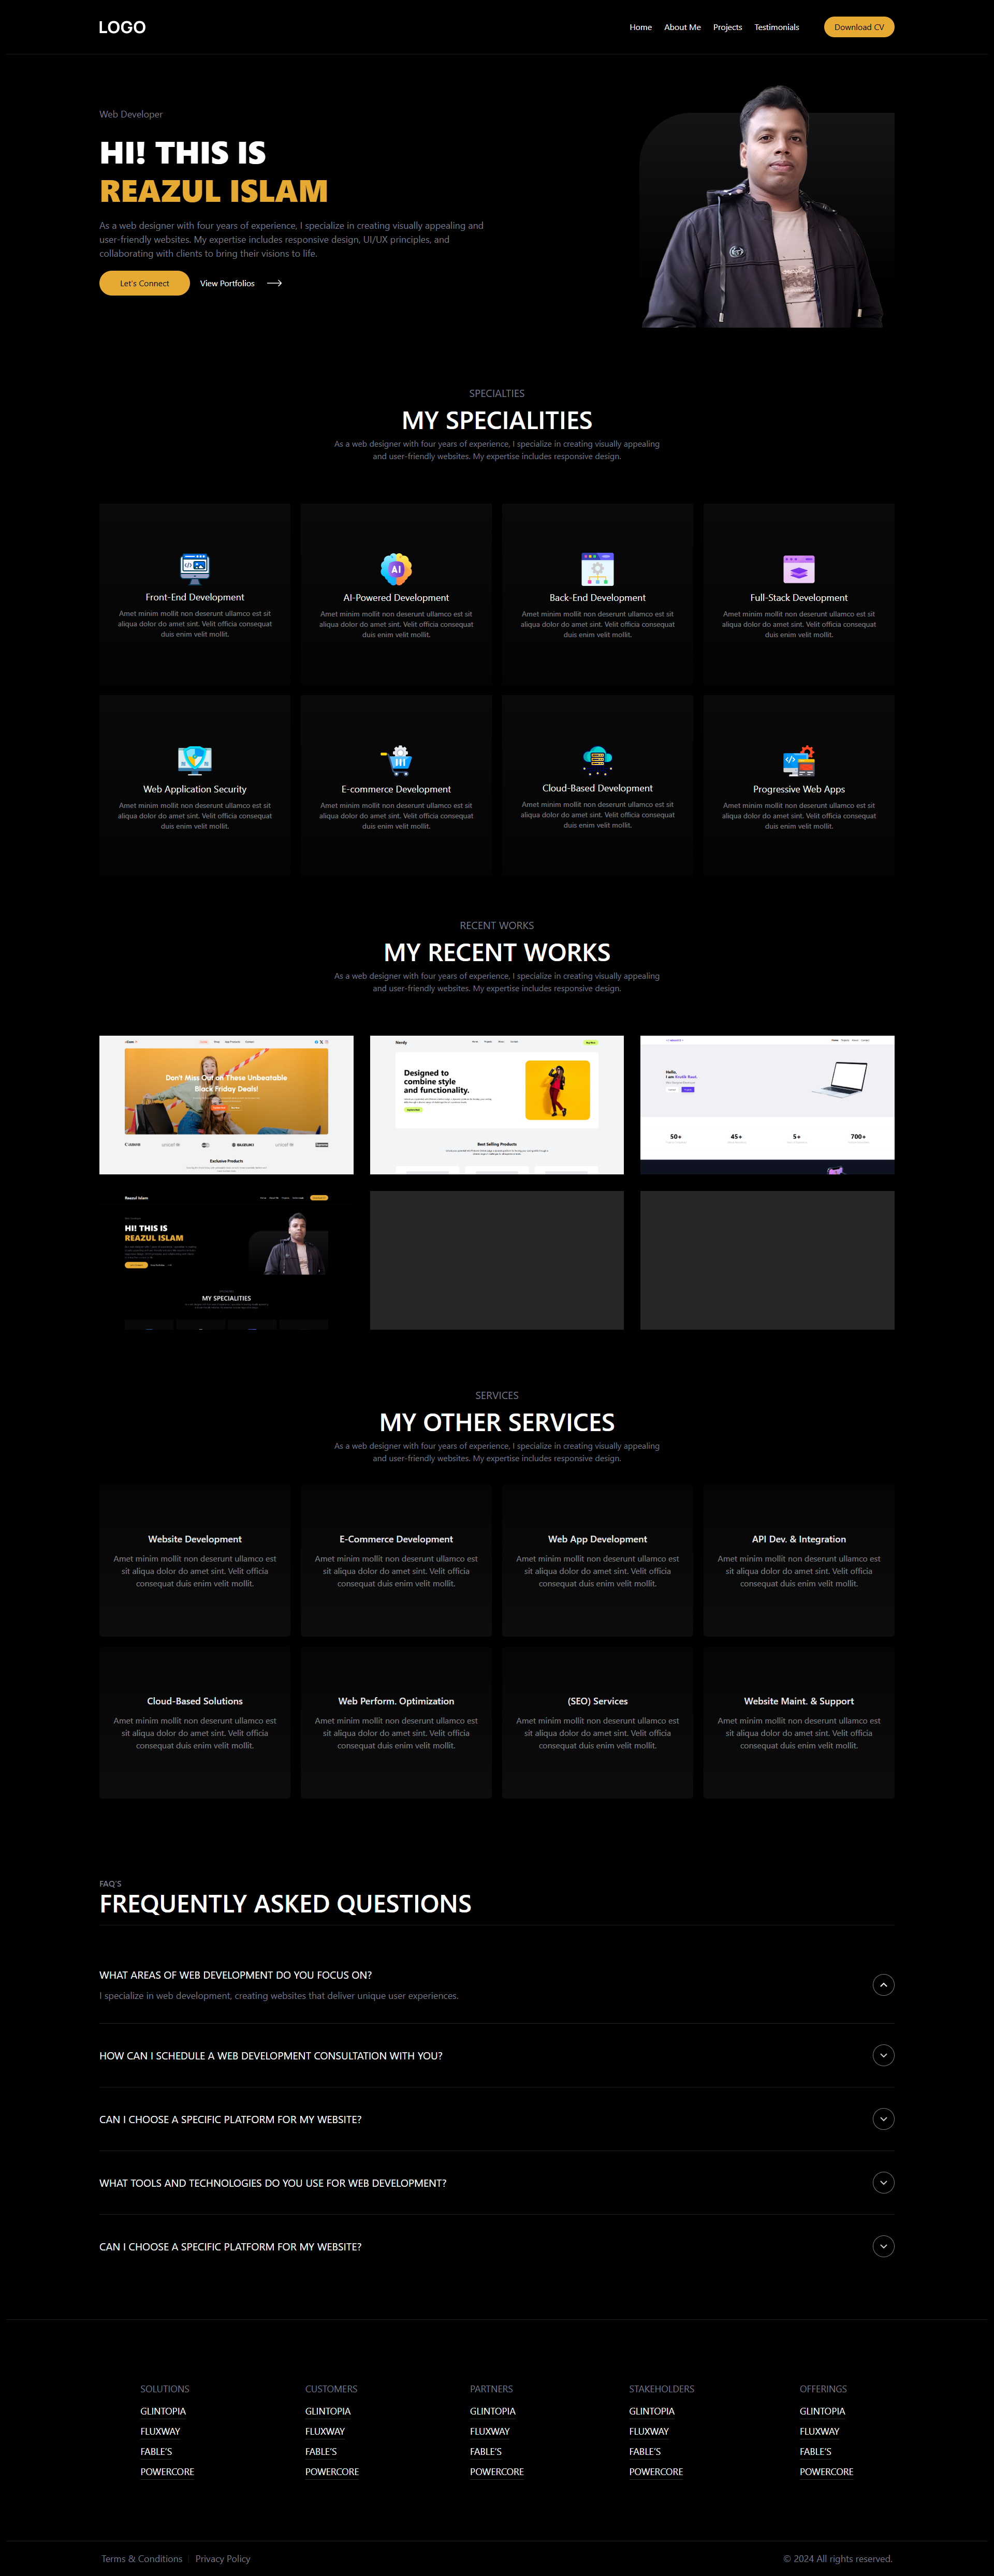 LOGO
Home
About Me
Projects
Testimonials
Download CV
Web Developer
HI! THIS IS
REAZUL ISLAM
As a web designer with four years of experience, I specialize in creating visually appealing and
user-friendly websites. My expertise includes responsive design, UI/UX principles, and
collaborating with clients to bring their visions to life.
Let's Connect
View Portfolios
SPECIALTIES
MY SPECIALITIES
As a web designer with four years of experience, I specialize in creating visually appealing
and user-friendly websites. My expertise includes responsive design.
AI
Front-End Development
Amet minim mollit non deserunt ullamco est sit
aliqua dolor do amet sint. Velit officia consequat
duis enim velit mollit.
AI-Powered Development
Amet minim mollit non deserunt ullamco est sit
aliqua dolor do amet sint. Velit officia consequat
duis enim velit mollit.
Back-End Development
Amet minim mollit non deserunt ullamco est sit
aliqua dolor do amet sint. Velit officia consequat
duis enim velit mollit.
Full-Stack Development
Amet minim mollit non deserunt ullamco est sit
aliqua dolor do amet sint. Velit officia consequat
duis enim velit mollit.
Web Application Security
Amet minim mollit non deserunt ullamco est sit
aliqua dolor do amet sint. Velit officia consequat
duis enim velit mollit.
E-commerce Development
Amet minim mollit non deserunt ullamco est sit
aliqua dolor do amet sint. Velit officia consequat
duis enim velit mollit.
Cloud-Based Development
Amet minim mollit non deserunt ullamco est sit
aliqua dolor do amet sint. Velit officia consequat
duis enim velit mollit.
Progressive Web Apps
Amet minim mollit non deserunt ullamco est sit
aliqua dolor do amet sint. Velit officia consequat
duis enim velit mollit.
RECENT WORKS
MY RECENT WORKS
As a web designer with four years of experience, I specialize in creating visually appealing
and user-friendly websites. My expertise includes responsive design.
Don't Miss Out on These Unbeatable
Black Friday Deals!
SUZUKI
Exclusive Products
Nerdy
Designed to
combine style
and functionality.
Best Selling Products
Hello,
50+
45+
5+
700+
Reazul Islam
HI! THIS IS
REAZUL ISLAM
MY SPECIALITIES
SERVICES
MY OTHER SERVICES
As a web designer with four years of experience, I specialize in creating visually appealing
and user-friendly websites. My expertise includes responsive design.
Website Development
Amet minim mollit non deserunt ullamco est
sit aliqua dolor do amet sint. Velit officia
consequat duis enim velit mollit.
E-Commerce Development
Amet minim mollit non deserunt ullamco est
sit aliqua dolor do amet sint. Velit officia
consequat duis enim velit mollit.
Web App Development
Amet minim mollit non deserunt ullamco est
sit aliqua dolor do amet sint. Velit officia
consequat duis enim velit mollit.
API Dev. & Integration
Amet minim mollit non deserunt ullamco est
sit aliqua dolor do amet sint. Velit officia
consequat duis enim velit mollit.
Cloud-Based Solutions
Amet minim mollit non deserunt ullamco est
sit aliqua dolor do amet sint. Velit officia
consequat duis enim velit mollit.
Web Perform. Optimization
Amet minim mollit non deserunt ullamco est
sit aliqua dolor do amet sint. Velit officia
consequat duis enim velit mollit.
(SEO) Services
Amet minim mollit non deserunt ullamco est
sit aliqua dolor do amet sint. Velit officia
consequat duis enim velit mollit.
Website Maint. & Support
Amet minim mollit non deserunt ullamco est
sit aliqua dolor do amet sint. Velit officia
consequat duis enim velit mollit.
FAQ'S
FREQUENTLY ASKED QUESTIONS
WHAT AREAS OF WEB DEVELOPMENT DO YOU FOCUS ON?
I specialize in web development, creating websites that deliver unique user experiences.
HOW CAN I SCHEDULE A WEB DEVELOPMENT CONSULTATION WITH YOU?
CAN I CHOOSE A SPECIFIC PLATFORM FOR MY WEBSITE?
WHAT TOOLS AND TECHNOLOGIES DO YOU USE FOR WEB DEVELOPMENT?
CAN I CHOOSE A SPECIFIC PLATFORM FOR MY WEBSITE?
SOLUTIONS
GLINTOPIA
FLUXWAY
FABLE'S
POWERCORE
CUSTOMERS
GLINTOPIA
FLUXWAY
FABLE'S
POWERCORE
PARTNERS
GLINTOPIA
FLUXWAY
FABLE'S
POWERCORE
STAKEHOLDERS
GLINTOPIA
FLUXWAY
FABLE'S
POWERCORE
OFFERINGS
GLINTOPIA
FLUXWAY
FABLE'S
POWERCORE
Terms & Conditions
Privacy Policy
© 2024 All rights reserved.